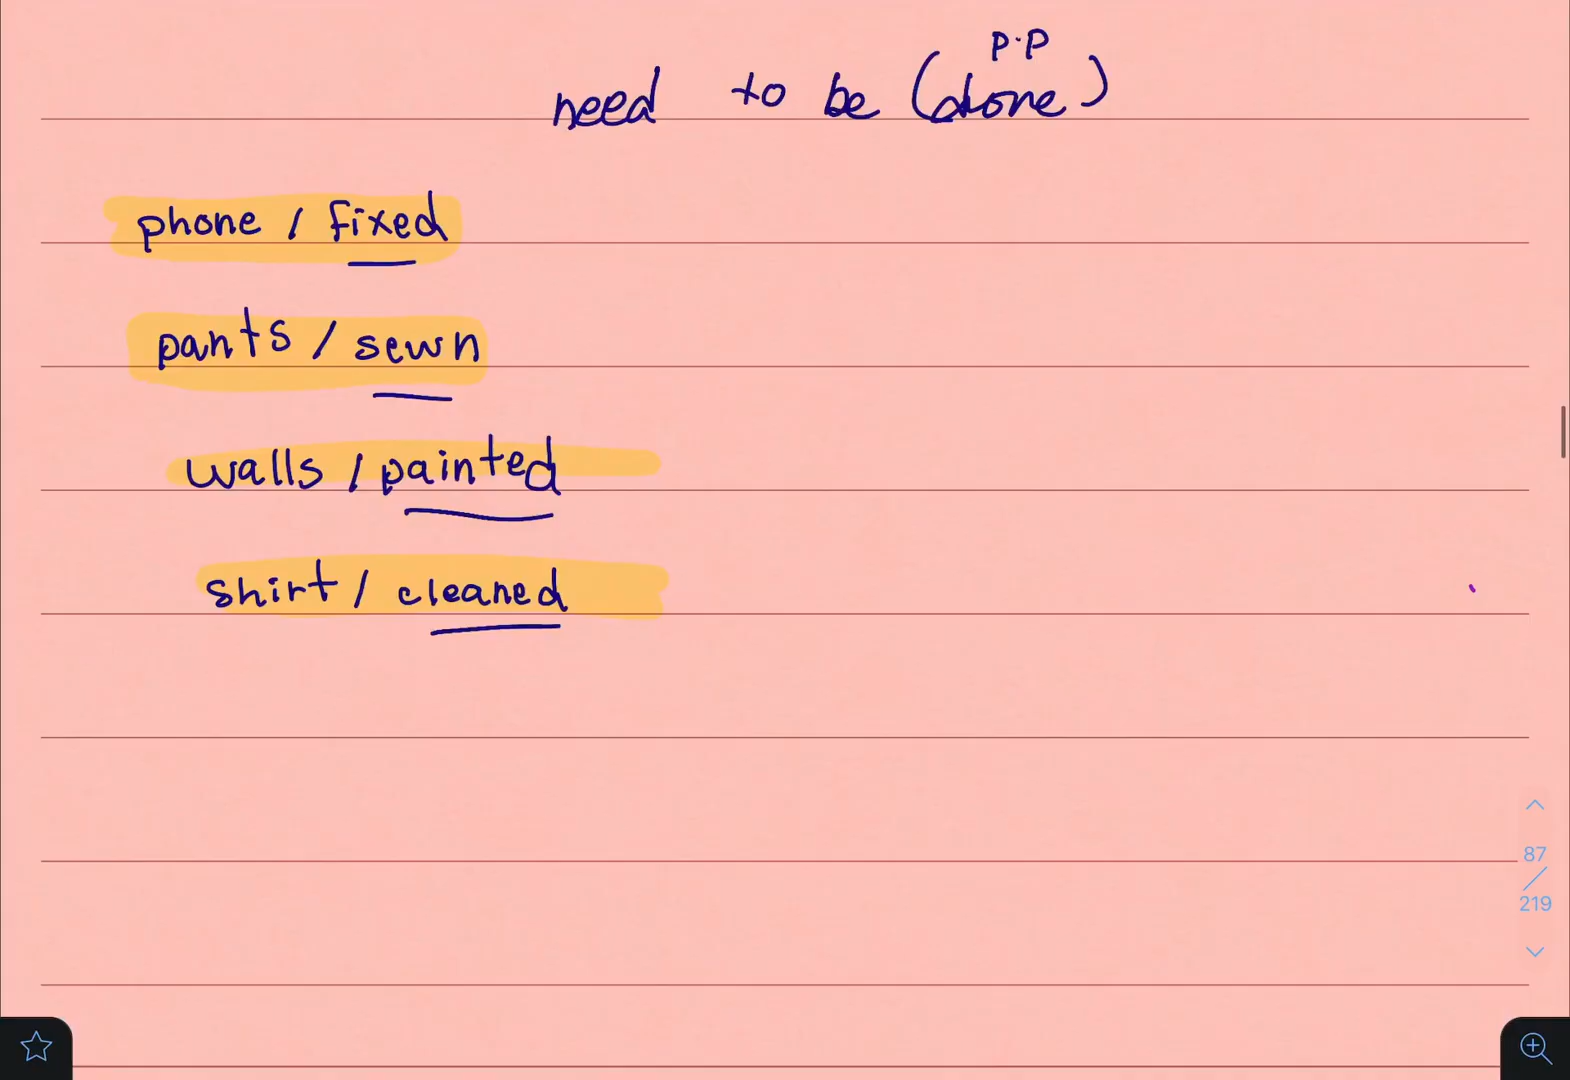 p.p
need to be (done)
phone / fixed
pants / sewn
walls / painted
shirt / cleaned
87
219